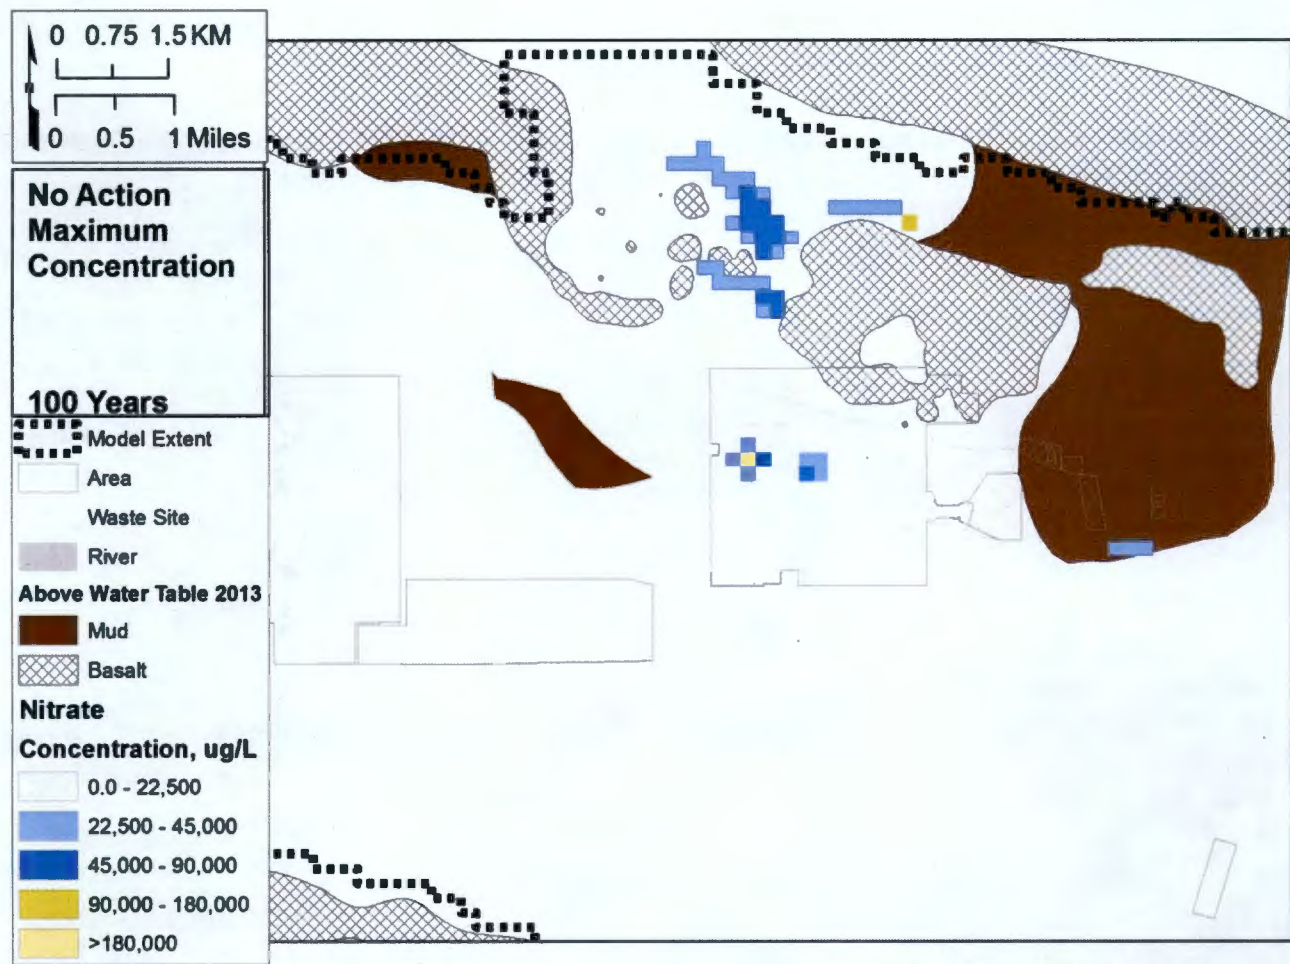 0 0.75 1.5 KM
0 0.5 1 Miles
No Action
Maximum
Concentration
100 Years
Model Extent
Area
Waste Site
River
Above Water Table 2013
Mud
Basalt
Nitrate
Concentration, ug/L
0.0 - 22,500
22,500 - 45,000
45,000 - 90,000
90,000 - 180,000
>180,000